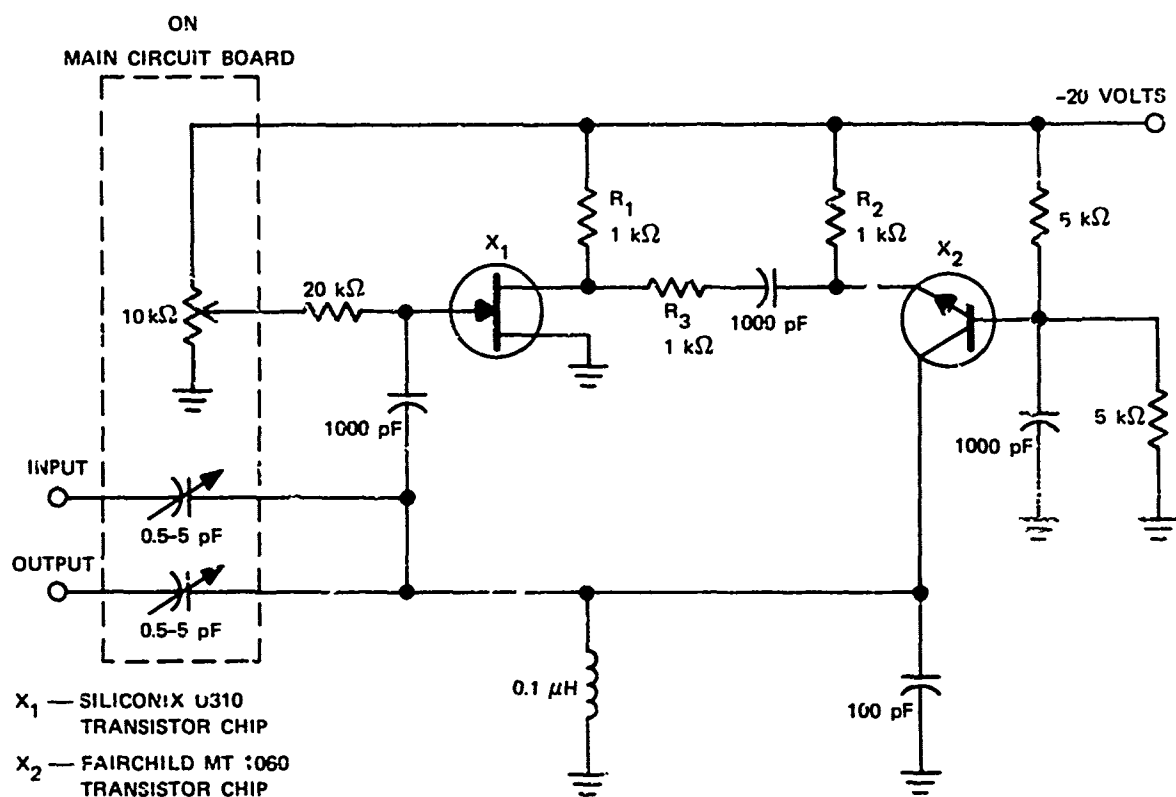 ON
MAIN CIRCUIT BOARD
-20 VOLTS
R1
1 kΩ
R2
1 kΩ
5 kΩ
X1
X2
20 kΩ
10 kΩ
R3
1 kΩ
1000 pF
1000 pF
1000 pF
5 kΩ
INPUT
0.5-5 pF
OUTPUT
0.5-5 pF
0.1 μH
100 pF
X1 — SILICONIX U310
TRANSISTOR CHIP
X2 — FAIRCHILD MT 1060
TRANSISTOR CHIP